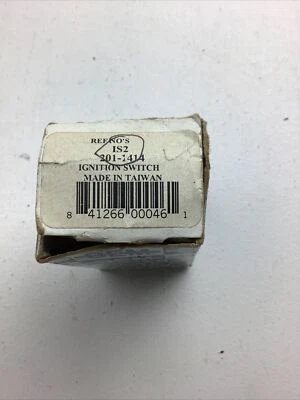 REENO'S
IS2
201-1414
IGNITION SWITCH
MADE IN TAIWAN
8 41266 00046 1